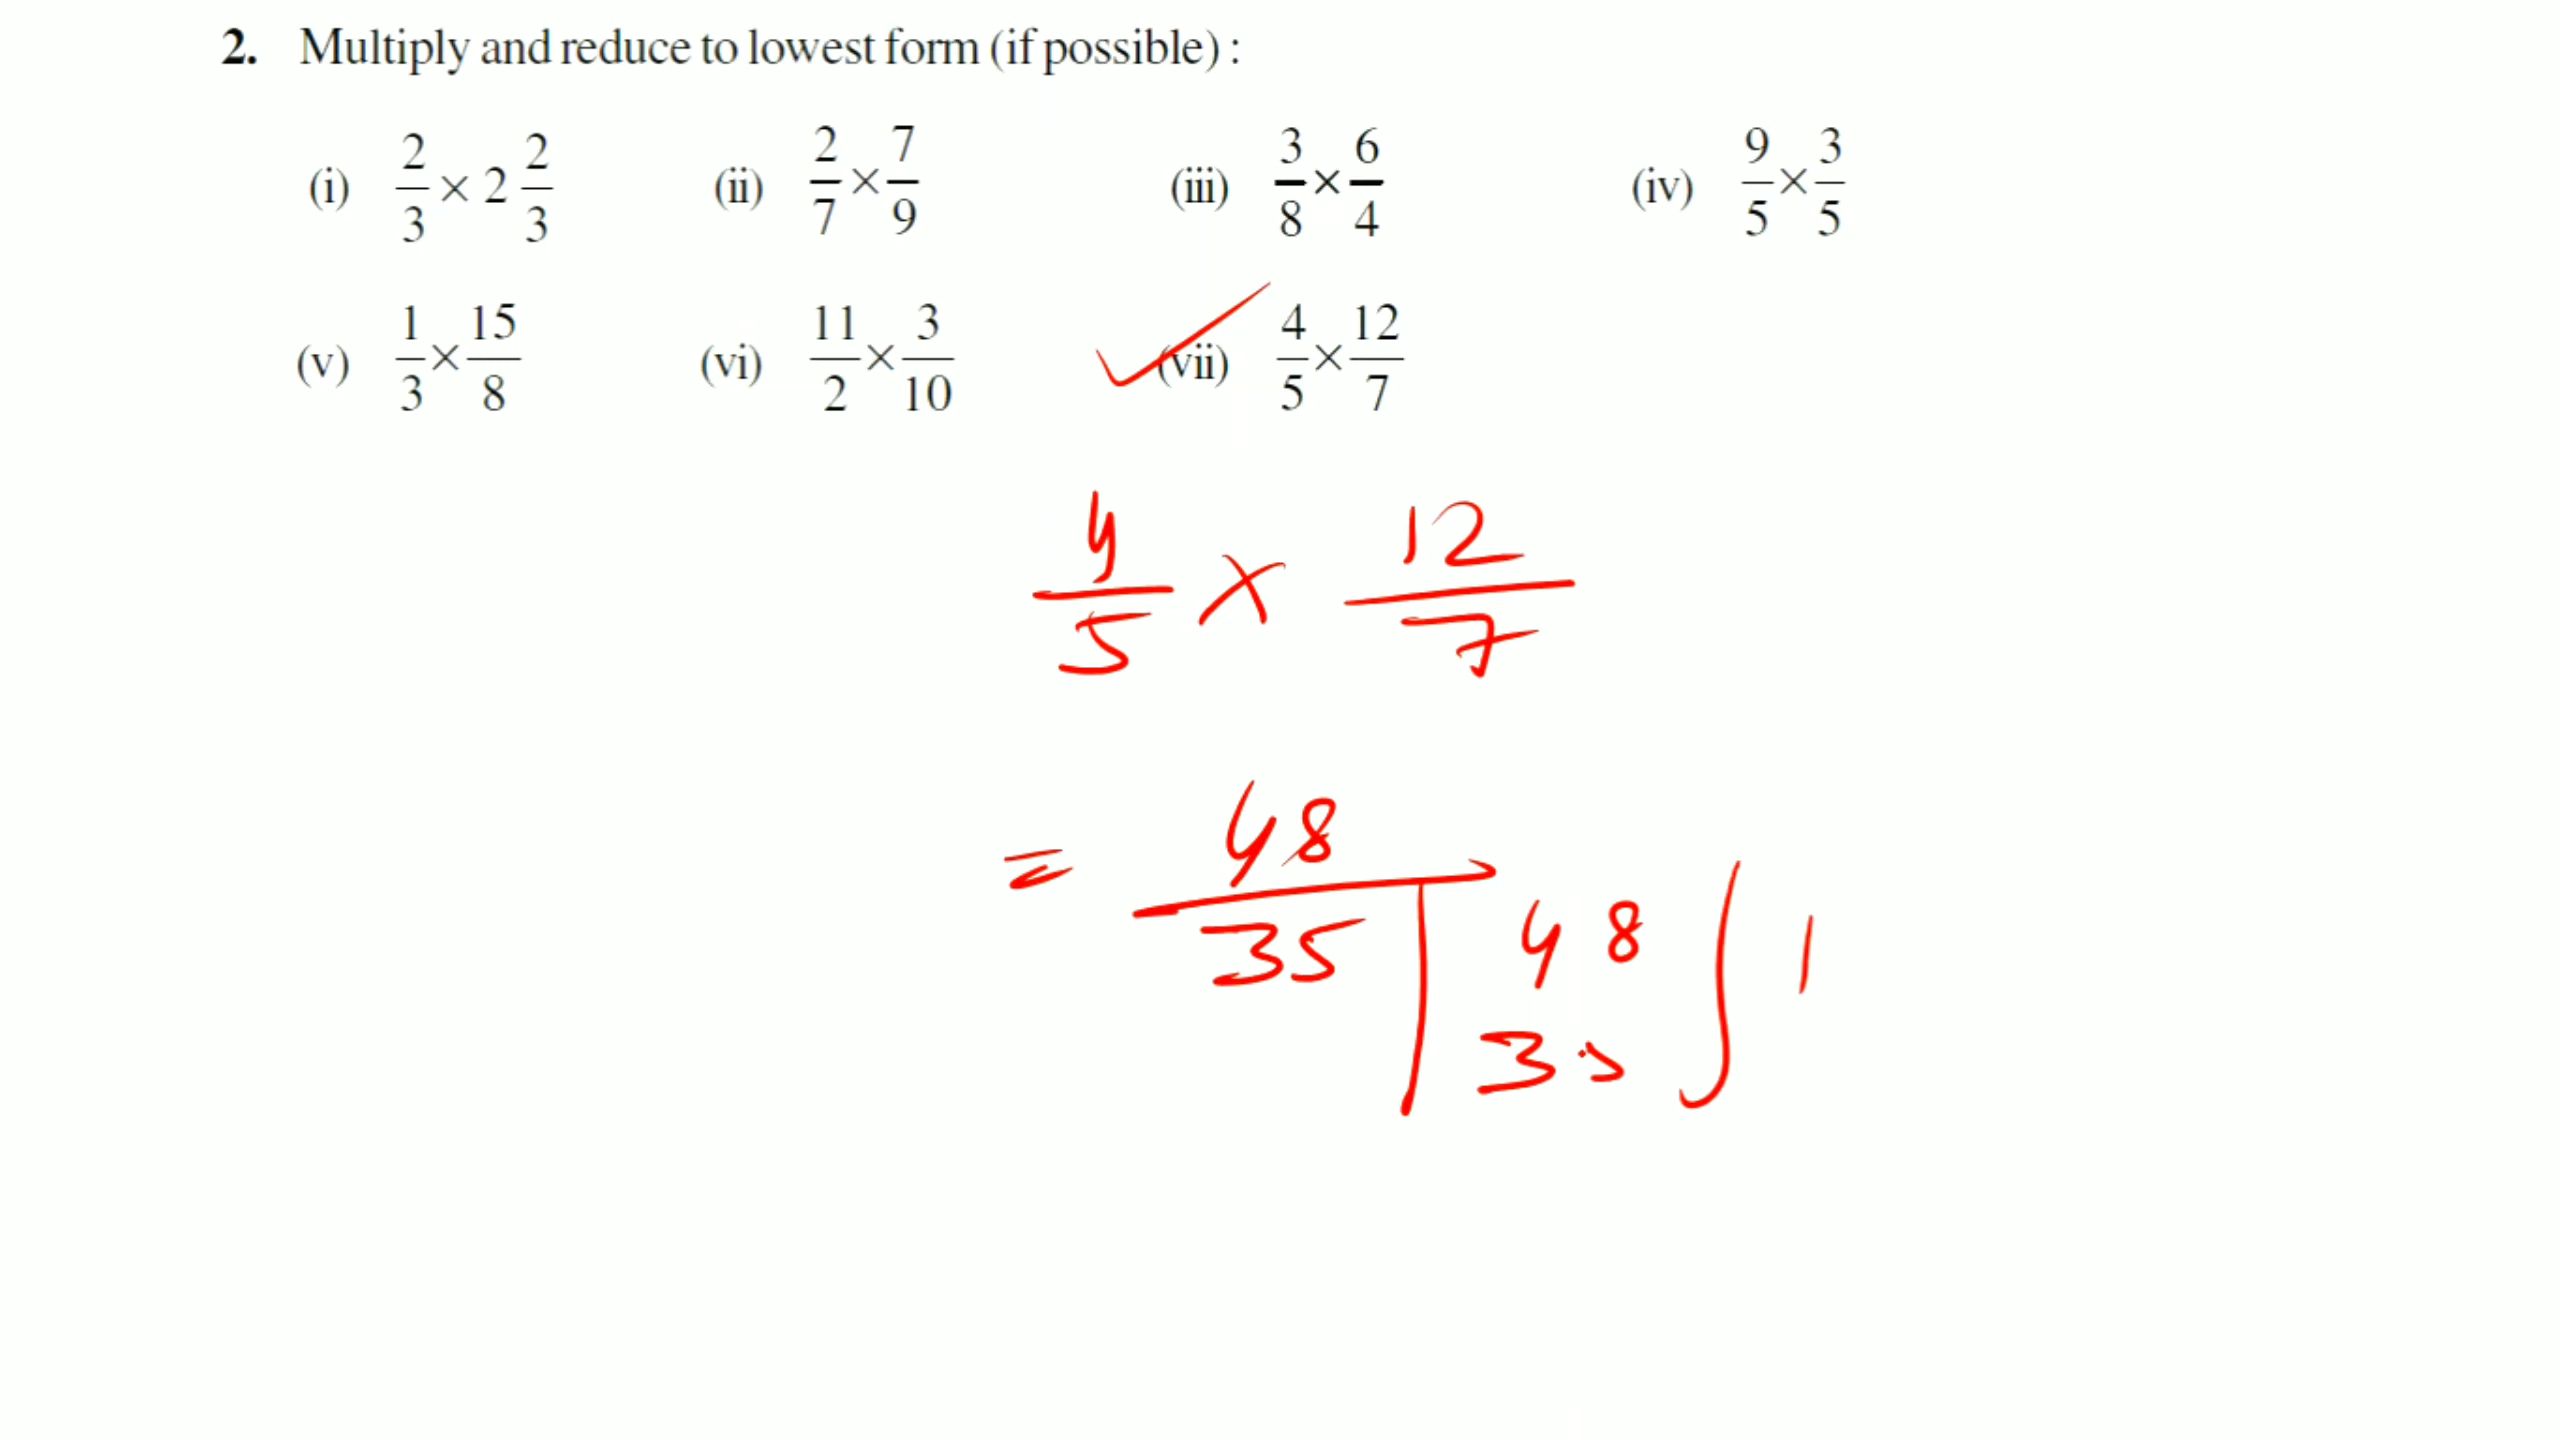 2. Multiply and reduce to lowest form (if possible) :
(i) 2/3 × 2 2/3 (ii) 2/7 × 7/9 (iii) 3/8 × 6/4 (iv) 9/5 × 3/5
(v) 1/3 × 15/8 (vi) 11/2 × 3/10 (vii) 4/5 × 12/7
4/5 × 12/7
= 48/35
48 1
35